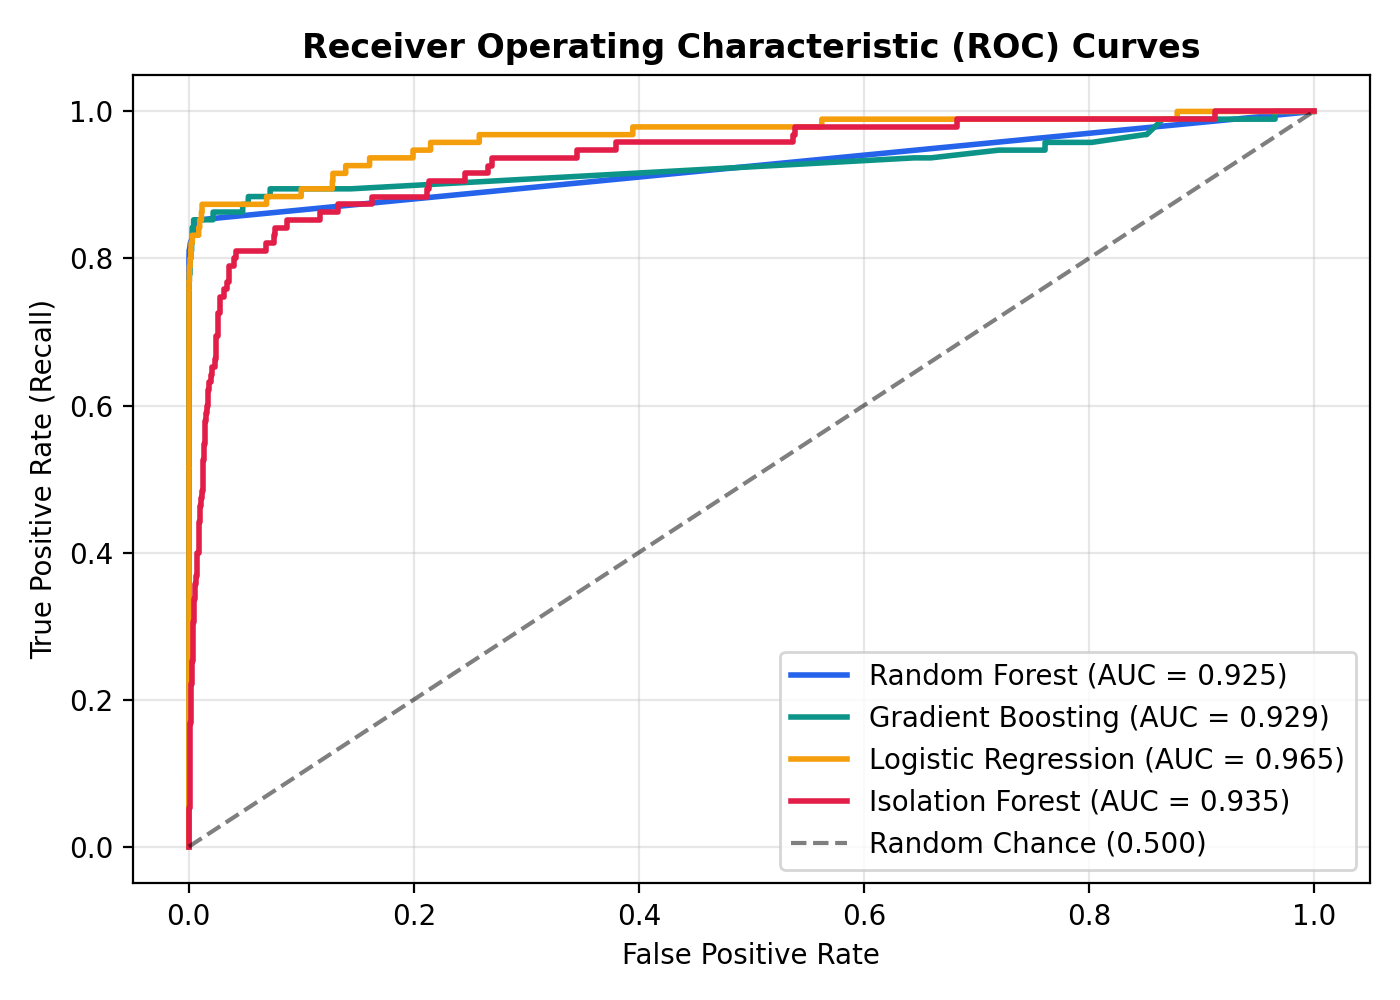 Receiver Operating Characteristic (ROC) Curves
1.0
0.8
0.6
0.4
0.2
0.0
True Positive Rate (Recall)
Random Forest (AUC = 0.925)
Gradient Boosting (AUC = 0.929)
Logistic Regression (AUC = 0.965)
Isolation Forest (AUC = 0.935)
Random Chance (0.500)
0.0 0.2 0.4 0.6 0.8 1.0
False Positive Rate